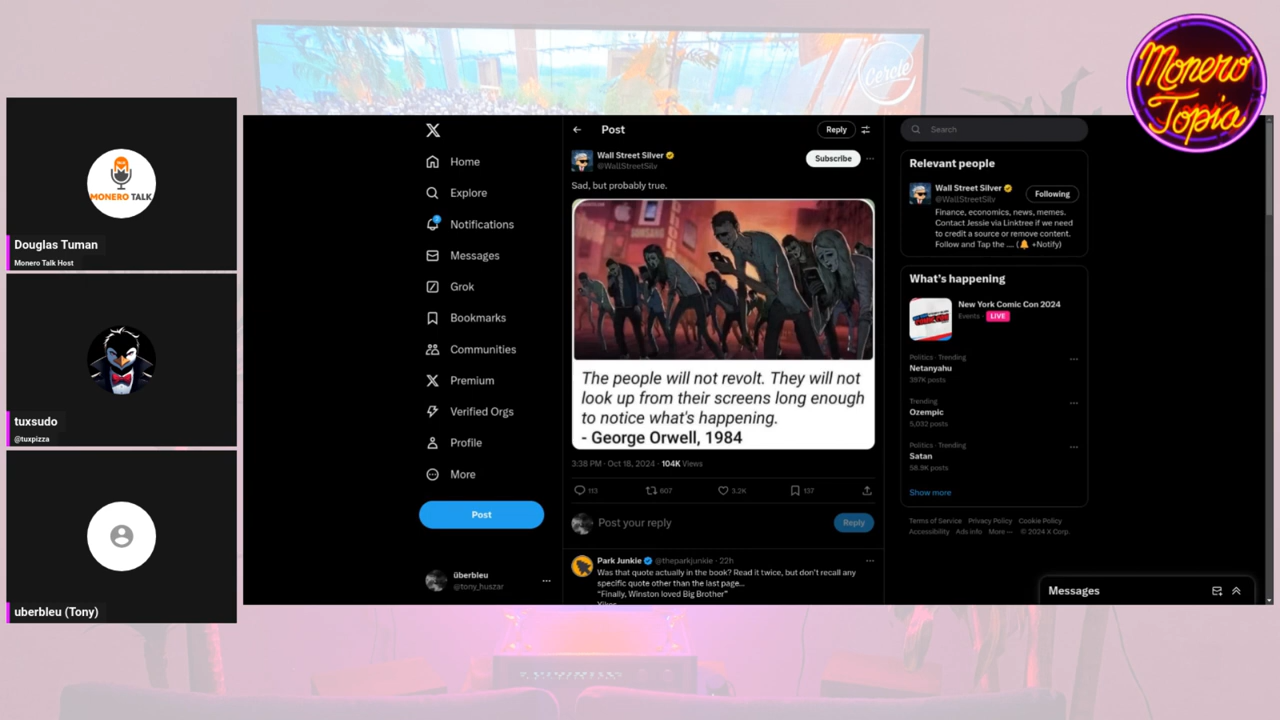 Monero
Topia
Cercle
MONERO TALK
Douglas Tuman
Monero Talk Host
tuxsudo
@tuxpizza
uberbleu (Tony)
Home
Explore
Notifications
Messages
Grok
Bookmarks
Communities
Premium
Verified Orgs
Profile
More
Post
überbleu
@tony_huszar
Post
Reply
Wall Street Silver
@WallStreetSilv
Subscribe
Sad, but probably true.
The people will not revolt. They will not
look up from their screens long enough
to notice what's happening.
- George Orwell, 1984
3:38 PM · Oct 18, 2024 · 104K Views
113
607
3.2K
137
Post your reply
Reply
Park Junkie @theparkjunkie · 22h
Was that quote actually in the book? Read it twice, but don't recall any
specific quote other than the last page...
“Finally, Winston loved Big Brother”
Yikes
Search
Relevant people
Wall Street Silver
@WallStreetSilv
Following
Finance, economics, news, memes.
Contact Jessie via Linktree if we need
to credit a source or remove content.
Follow and Tap the .... ( +Notify)
What's happening
New York Comic Con 2024
Events · LIVE
Politics · Trending
Netanyahu
387K posts
Trending
Ozempic
5,032 posts
Politics · Trending
Satan
58.9K posts
Show more
Terms of Service Privacy Policy Cookie Policy
Accessibility Ads info More ··· © 2024 X Corp.
Messages